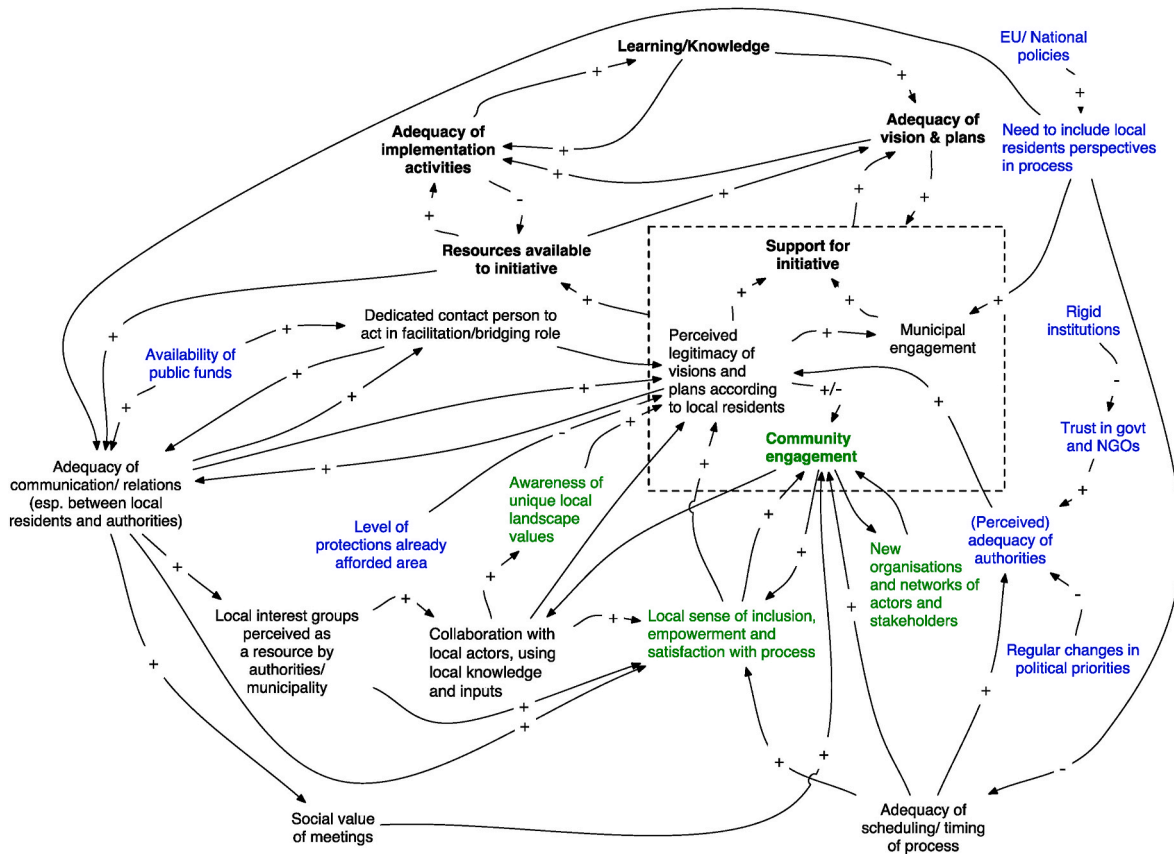 Learning/Knowledge
EU/ National
policies
+
+
+
Adequacy of
implementation
activities
Adequacy of
vision & plans
Need to include local
residents perspectives
in process
+
+
-
+
+
+
Resources available
to initiative
Support for
initiative
+
+
+
+
Dedicated contact person to
act in facilitation/bridging role
Availability of
public funds
+
+
+
+
+
Perceived
legitimacy of
visions and
plans according
to local residents
+
Municipal
engagement
Rigid
institutions
-
+
+/-
+
-
+
+
Community
engagement
Trust in govt
and NGOs
Adequacy of
communication/ relations
(esp. between local
residents and authorities)
+
Awareness of
unique local
landscape
values
+
+
Level of
protections already
afforded area
+
+
+
New
organisations
and networks of
actors and
stakeholders
(Perceived)
adequacy of
authorities
+
+
+
-
Local interest groups
perceived as
a resource by
authorities/
municipality
Collaboration with
local actors, using
local knowledge
and inputs
+
Local sense of inclusion,
empowerment and
satisfaction with process
+
Regular changes in
political priorities
+
+
+
+
+
+
-
Social value
of meetings
Adequacy of
scheduling/ timing
of process